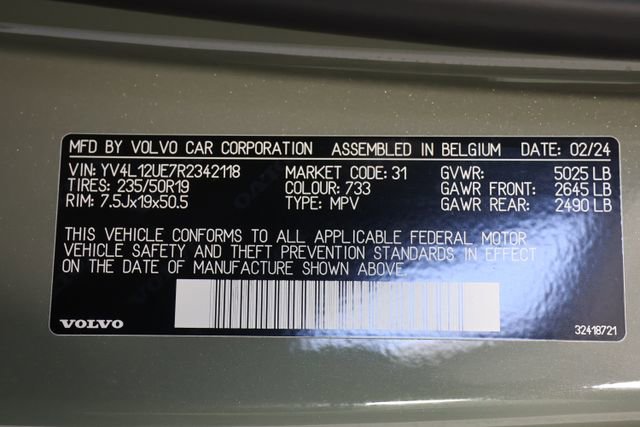 MFD BY VOLVO CAR CORPORATION ASSEMBLED IN BELGIUM DATE: 02/24
VIN: YV4L12UE7R2342118 MARKET CODE: 31 GVWR: 5025 LB
TIRES: 235/50R19 COLOUR: 733 GAWR FRONT: 2645 LB
RIM: 7.5Jx19x50.5 TYPE: MPV GAWR REAR: 2490 LB
THIS VEHICLE CONFORMS TO ALL APPLICABLE FEDERAL MOTOR
VEHICLE SAFETY AND THEFT PREVENTION STANDARDS IN EFFECT
ON THE DATE OF MANUFACTURE SHOWN ABOVE
VOLVO 32418721